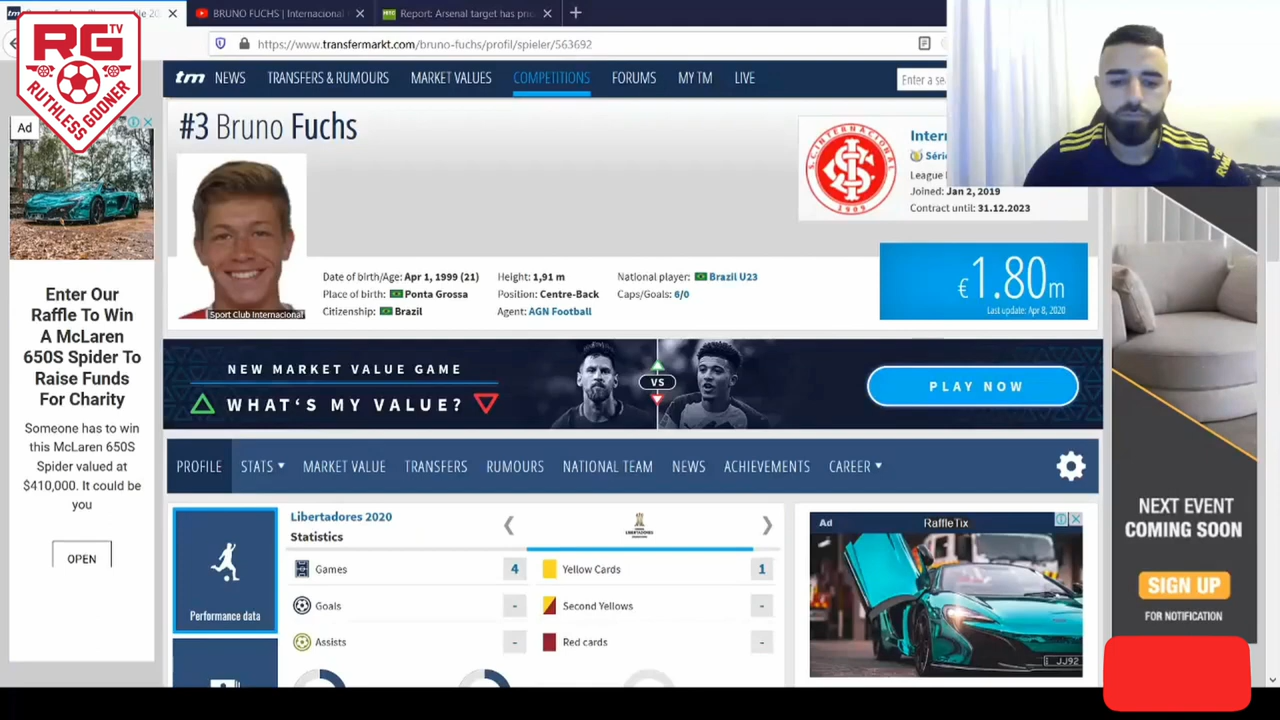 BRUNO FUCHS | Internacional
Report: Arsenal target has pric
https://www.transfermarkt.com/bruno-fuchs/profil/spieler/563692
RG TV
RUTHLESS GOONER
tm NEWS TRANSFERS & RUMOURS MARKET VALUES COMPETITIONS FORUMS MY TM LIVE
Enter a sea
#3 Bruno Fuchs
Sport Club Internacional
Date of birth/Age: Apr 1, 1999 (21)
Place of birth: Ponta Grossa
Citizenship: Brazil
Height: 1,91 m
Position: Centre-Back
Agent: AGN Football
National player: Brazil U23
Caps/Goals: 6/0
S.C. INTERNACIONAL
1909
Intern
Séri
League
Joined: Jan 2, 2019
Contract until: 31.12.2023
€1.80m
Last update: Apr 8, 2020
NEW MARKET VALUE GAME
WHAT'S MY VALUE?
VS
PLAY NOW
PROFILE STATS MARKET VALUE TRANSFERS RUMOURS NATIONAL TEAM NEWS ACHIEVEMENTS CAREER
Performance data
Libertadores 2020
Statistics
Games 4 Yellow Cards 1
Goals - Second Yellows -
Assists - Red cards -
Ad
Enter Our
Raffle To Win
A McLaren
650S Spider To
Raise Funds
For Charity
Someone has to win
this McLaren 650S
Spider valued at
$410,000. It could be
you
OPEN
Ad RaffleTix
JJ92
NEXT EVENT
COMING SOON
SIGN UP
FOR NOTIFICATION